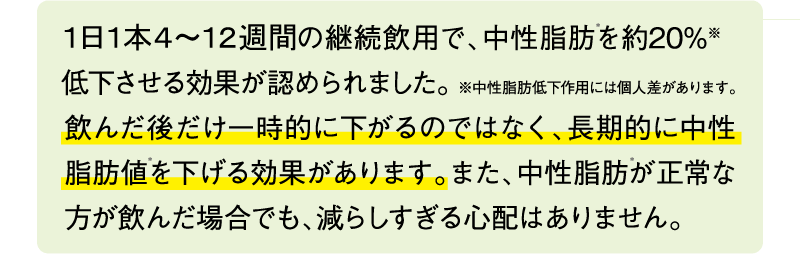 1日1本4〜12週間の継続飲用で、中性脂肪*を約20%※
低下させる効果が認められました。※中性脂肪低下作用には個人差があります。
飲んだ後だけ一時的に下がるのではなく、長期的に中性
脂肪値*を下げる効果があります。また、中性脂肪*が正常な
方が飲んだ場合でも、減らしすぎる心配はありません。